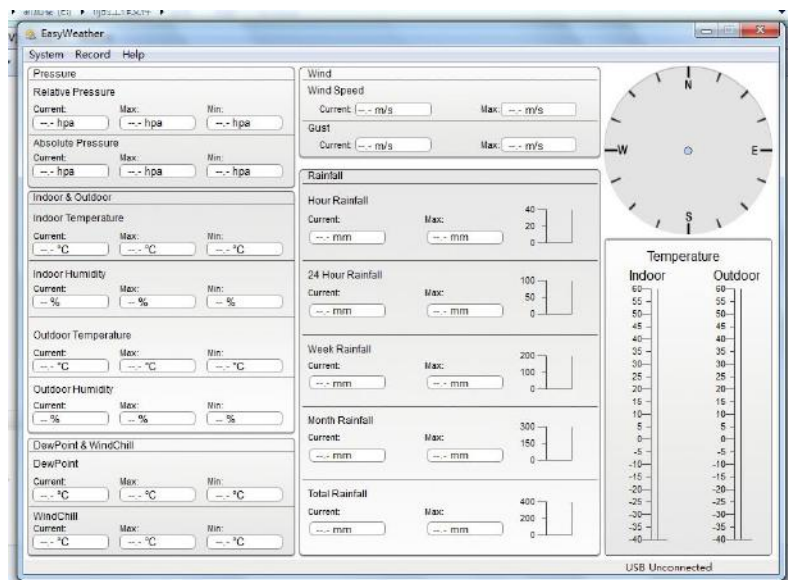 EasyWeather
System Record Help
Pressure
Relative Pressure
Current: Max: Min:
--.- hpa --.- hpa --.- hpa
Absolute Pressure
Current: Max: Min:
--.- hpa --.- hpa --.- hpa
Indoor & Outdoor
Indoor Temperature
Current: Max: Min:
--.- °C --.- °C --.- °C
Indoor Humidity
Current: Max: Min:
-- % -- % -- %
Outdoor Temperature
Current: Max: Min:
--.- °C --.- °C --.- °C
Outdoor Humidity
Current: Max: Min:
-- % -- % -- %
DewPoint & WindChill
DewPoint
Current: Max: Min:
--.- °C --.- °C --.- °C
WindChill
Current: Max: Min:
--.- °C --.- °C --.- °C
Wind
Wind Speed
Current: --.- m/s Max: --.- m/s
Gust
Current: --.- m/s Max: --.- m/s
Rainfall
Hour Rainfall
Current: Max:
--.- mm --.- mm
40
20
0
24 Hour Rainfall
Current: Max:
--.- mm --.- mm
100
50
0
Week Rainfall
Current: Max:
--.- mm --.- mm
200
100
0
Month Rainfall
Current: Max:
--.- mm --.- mm
300
150
0
Total Rainfall
Current: Max:
--.- mm --.- mm
400
200
0
N
W E
S
Temperature
Indoor Outdoor
60 60
55 55
50 50
45 45
40 40
35 35
30 30
25 25
20 20
15 15
10 10
5 5
0 0
-5 -5
-10 -10
-15 -15
-20 -20
-25 -25
-30 -30
-35 -35
-40 -40
USB Unconnected